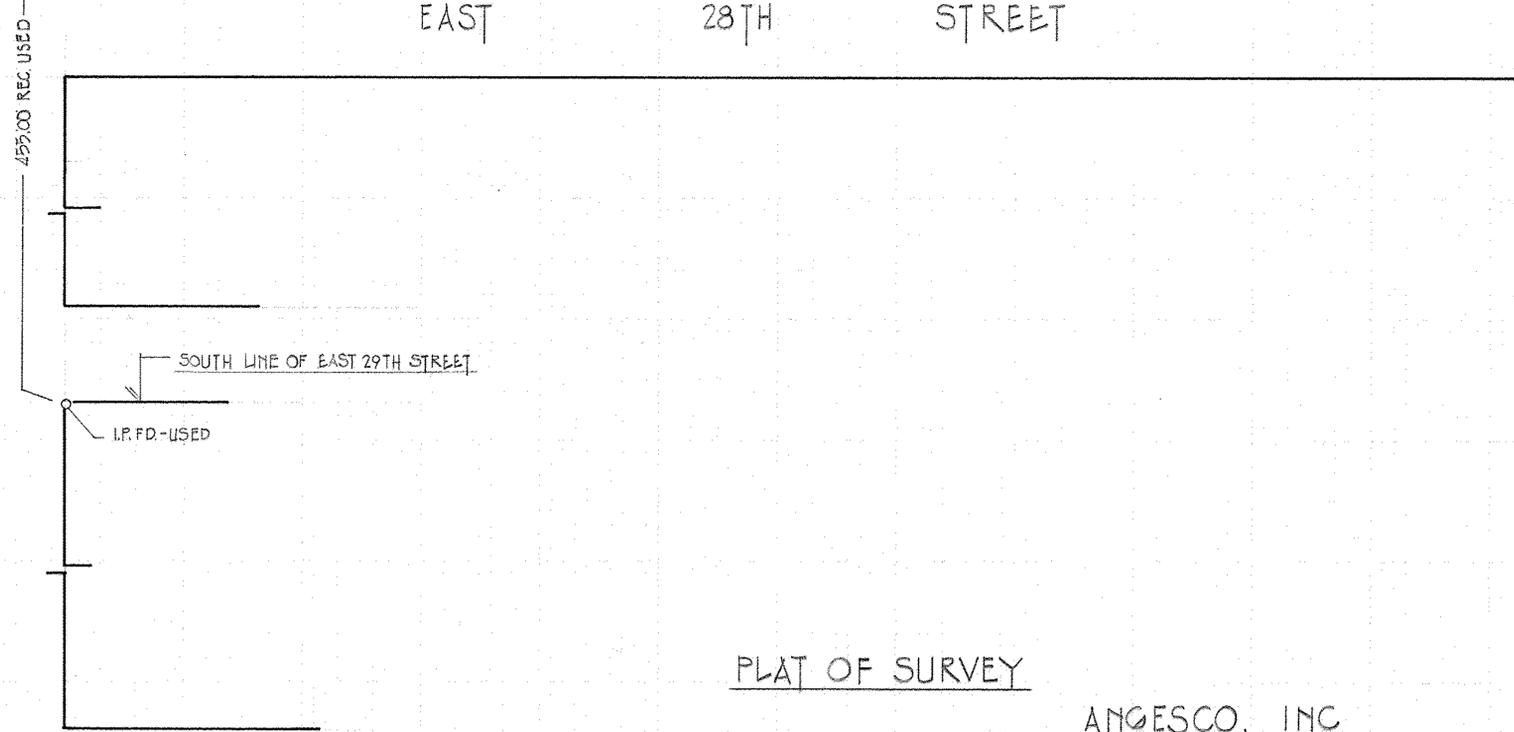 EAST 28TH STREET
455.00 REC. USED
SOUTH LINE OF EAST 29TH STREET
I.P. FD.-USED
PLAT OF SURVEY
ANGESCO, INC